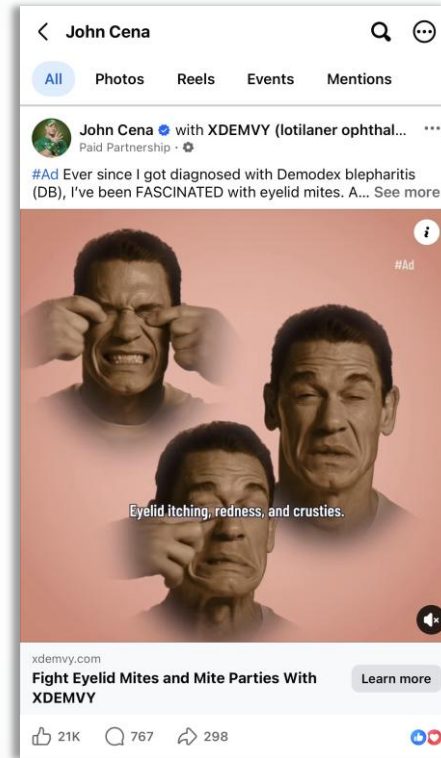 John Cena
All Photos Reels Events Mentions
John Cena with XDEMVY (lotilaner ophthal...
Paid Partnership ·
#Ad Ever since I got diagnosed with Demodex blepharitis
(DB), I've been FASCINATED with eyelid mites. A... See more
i
#Ad
Eyelid itching, redness, and crusties.
xdemvy.com
Fight Eyelid Mites and Mite Parties With
XDEMVY
Learn more
21K 767 298